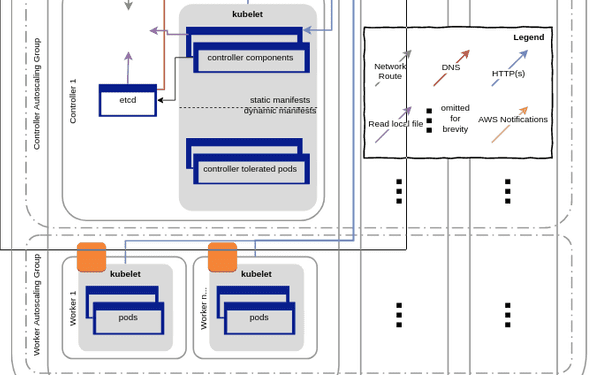 kubelet
Legend
controller components
Network
Route
DNS
HTTP(s)
Controller Autoscaling Group
Controller 1
etcd
static manifests
dynamic manifests
Read local file
omitted
for
brevity
AWS Notifications
controller tolerated pods
Worker Autoscaling Group
Worker 1
kubelet
pods
Worker n...
kubelet
pods